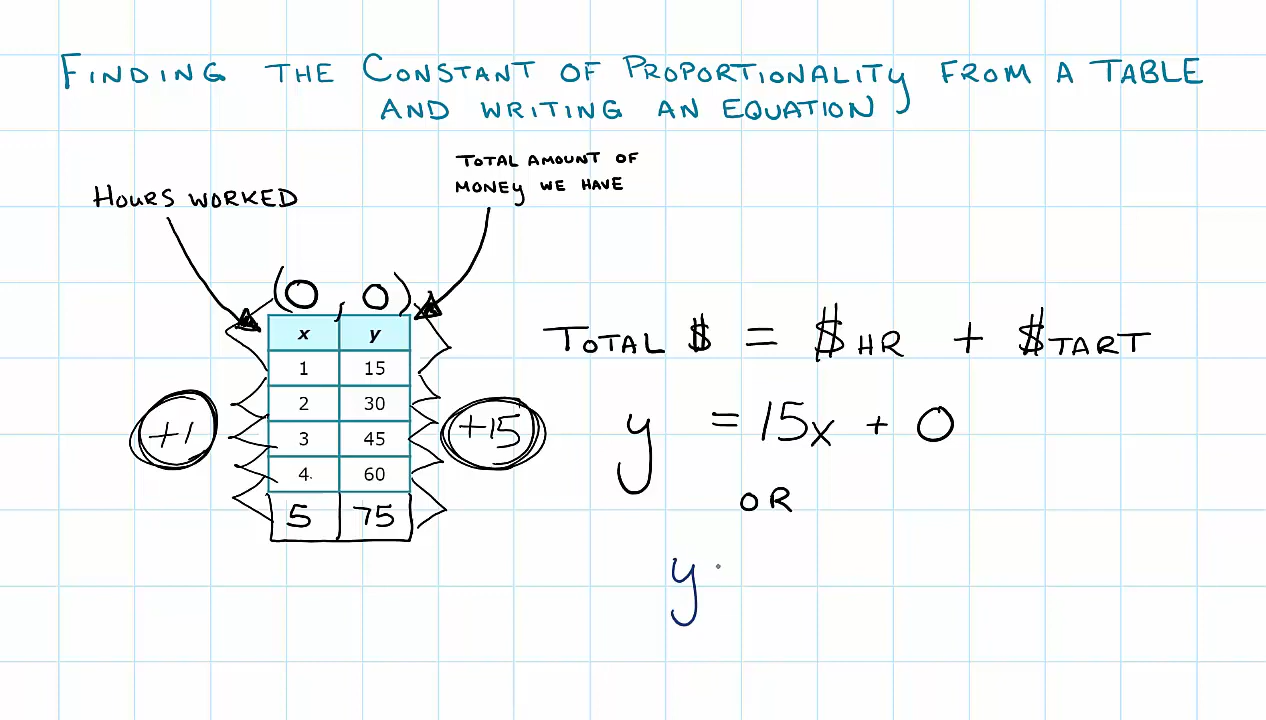 FINDING THE CONSTANT OF PROPORTIONALITY FROM A TABLE
AND WRITING AN EQUATION
TOTAL AMOUNT OF
MONEY WE HAVE
HOURS WORKED
(0, 0)
x y
1 15
2 30
3 45
4 60
5 75
+1
+15
TOTAL $ = $HR + $TART
y = 15x + 0
OR
y